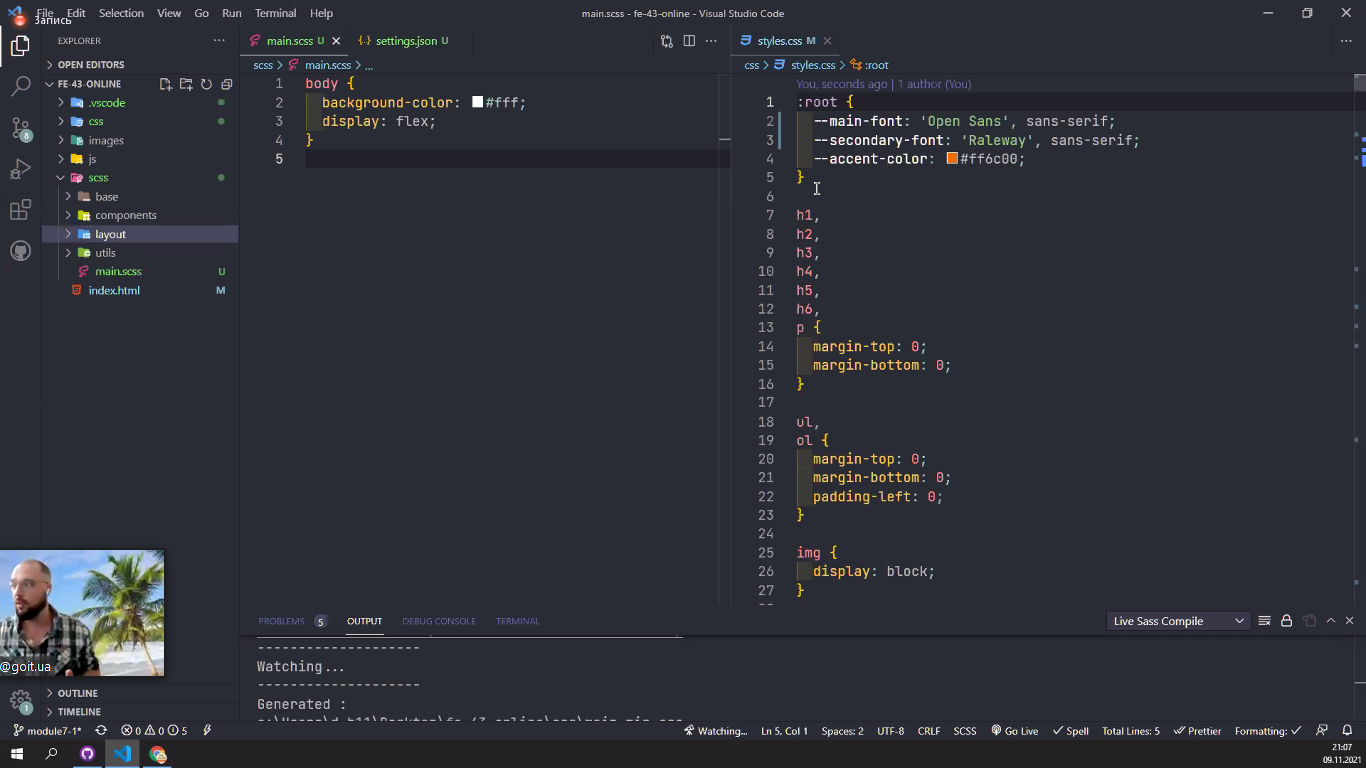 File Edit Selection View Go Run Terminal Help
main.scss - fe-43-online - Visual Studio Code
Запись
EXPLORER
OPEN EDITORS
FE-43-ONLINE
.vscode
css
images
js
scss
base
components
layout
utils
main.scss U
index.html M
OUTLINE
TIMELINE
8
1
@goit.ua
main.scss U
settings.json U
scss > main.scss > ...
1 body {
2 background-color: #fff;
3 display: flex;
4 }
5
styles.css M
css > styles.css > :root
You, seconds ago | 1 author (You)
1 :root {
2 --main-font: 'Open Sans', sans-serif;
3 --secondary-font: 'Raleway', sans-serif;
4 --accent-color: #ff6c00;
5 }
6
7 h1,
8 h2,
9 h3,
10 h4,
11 h5,
12 h6,
13 p {
14 margin-top: 0;
15 margin-bottom: 0;
16 }
17
18 ul,
19 ol {
20 margin-top: 0;
21 margin-bottom: 0;
22 padding-left: 0;
23 }
24
25 img {
26 display: block;
27 }
PROBLEMS 5 OUTPUT DEBUG CONSOLE TERMINAL
Live Sass Compile
--------------------
Watching...
--------------------
Generated :
module7-1* 0 0 5 Watching... Ln 5, Col 1 Spaces: 2 UTF-8 CRLF SCSS Go Live Spell Total Lines: 5 Prettier Formating:
21:07
09.11.2021